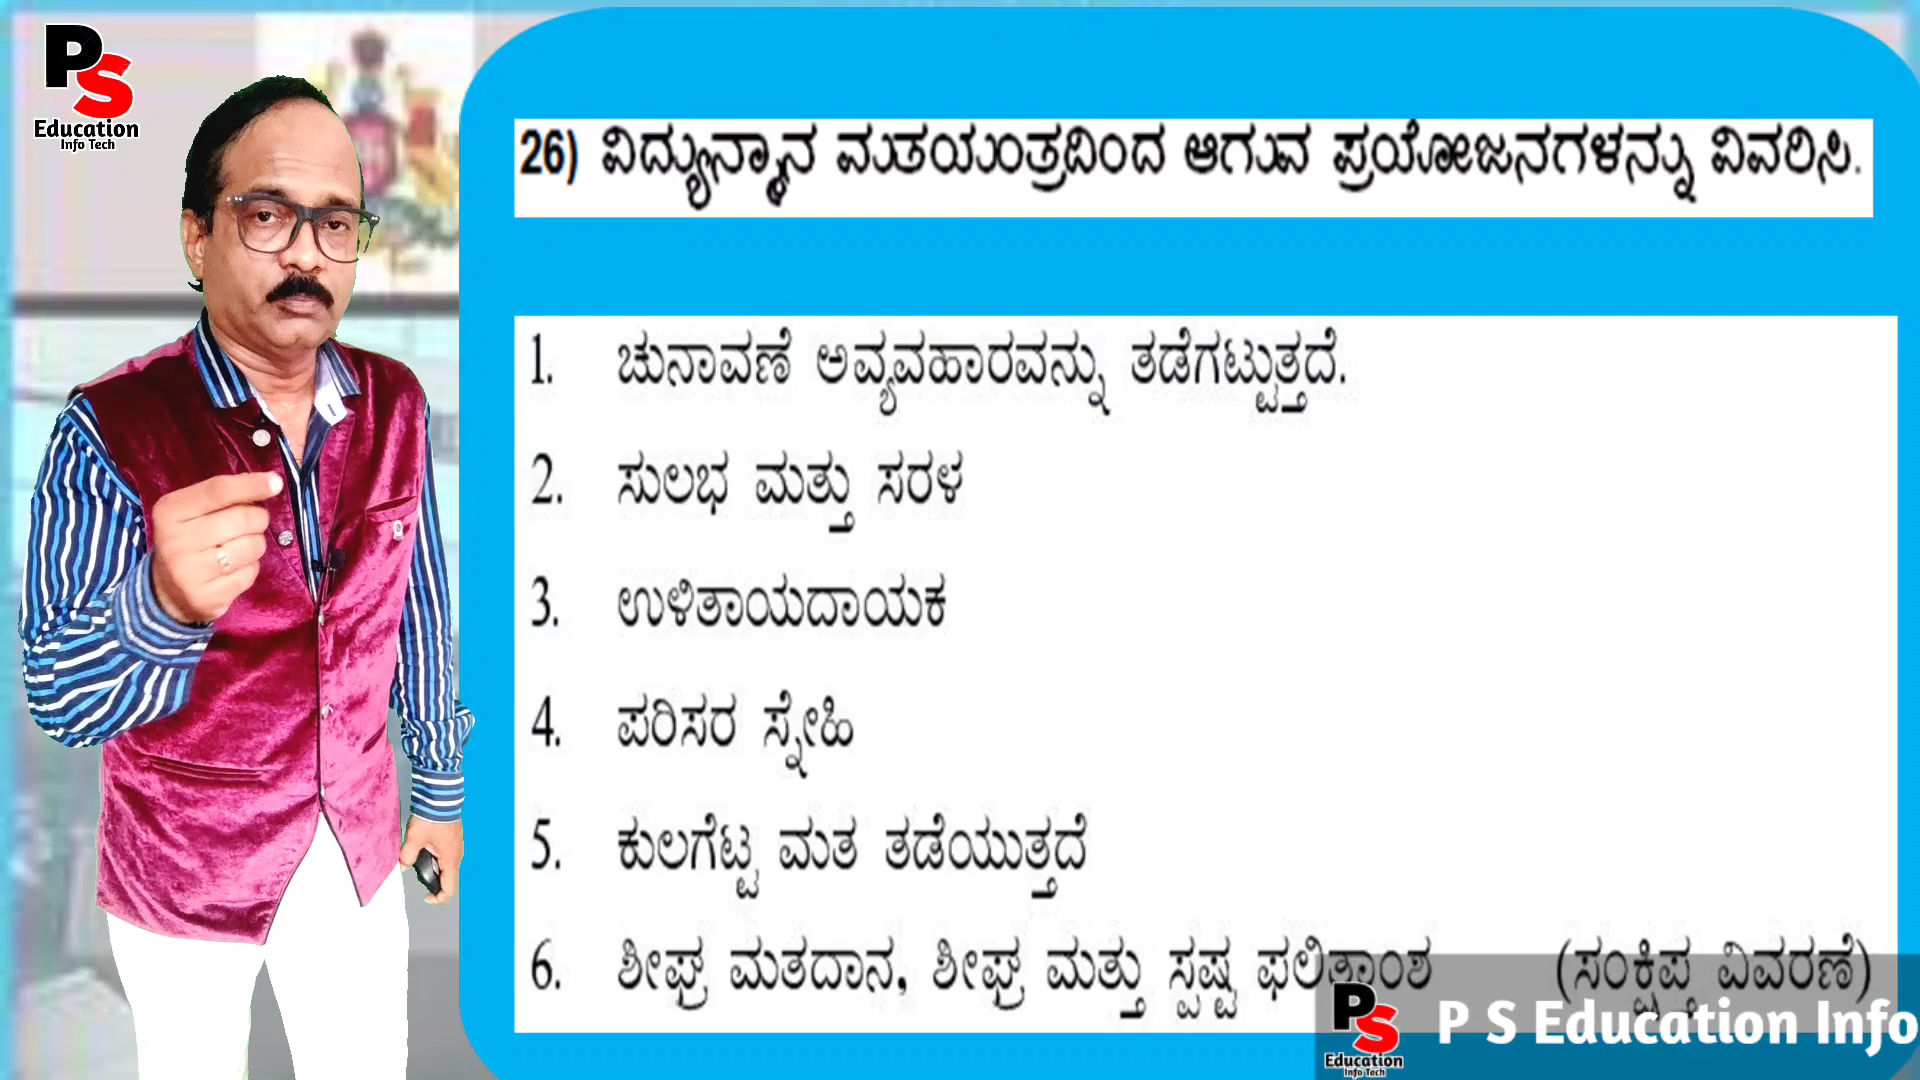 PS
Education
Info Tech
26) ವಿದ್ಯುನ್ಮಾನ ಮತಯಂತ್ರದಿಂದ ಆಗುವ ಪ್ರಯೋಜನಗಳನ್ನು ವಿವರಿಸಿ.
1. ಚುನಾವಣೆ ಅವ್ಯವಹಾರವನ್ನು ತಡೆಗಟ್ಟುತ್ತದೆ.
2. ಸುಲಭ ಮತ್ತು ಸರಳ
3. ಉಳಿತಾಯದಾಯಕ
4. ಪರಿಸರ ಸ್ನೇಹಿ
5. ಕುಲಗೆಟ್ಟ ಮತ ತಡೆಯುತ್ತದೆ
6. ಶೀಘ್ರ ಮತದಾನ, ಶೀಘ್ರ ಮತ್ತು ಸ್ಪಷ್ಟ ಫಲಿತಾಂಶ (ಸಂಕ್ಷಿಪ್ತ ವಿವರಣೆ)
PS
Education
Info Tech
P S Education Info